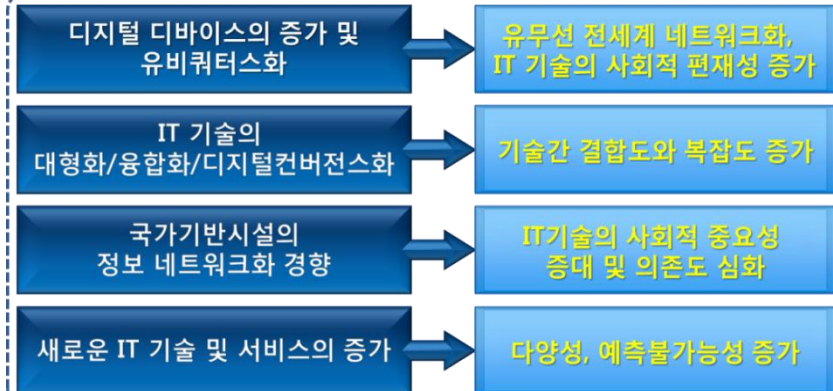 디지털 디바이스의 증가 및
유비쿼터스화
유무선 전세계 네트워크화,
IT 기술의 사회적 편재성 증가
IT 기술의
대형화/융합화/디지털컨버전스화
기술간 결합도와 복잡도 증가
국가기반시설의
정보 네트워크화 경향
IT기술의 사회적 중요성
증대 및 의존도 심화
새로운 IT 기술 및 서비스의 증가
다양성, 예측불가능성 증가